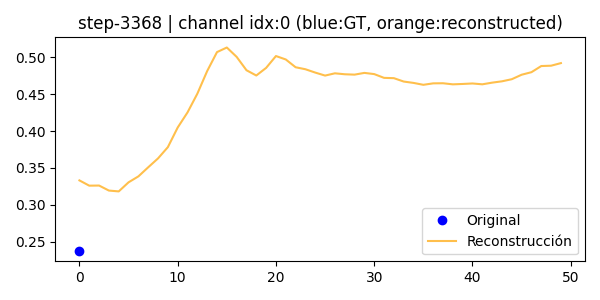 step-3368 | channel idx:0 (blue:GT, orange:reconstructed)
0.50
0.45
0.40
0.35
0.30
0.25
0 10 20 30 40 50
Original
Reconstrucción